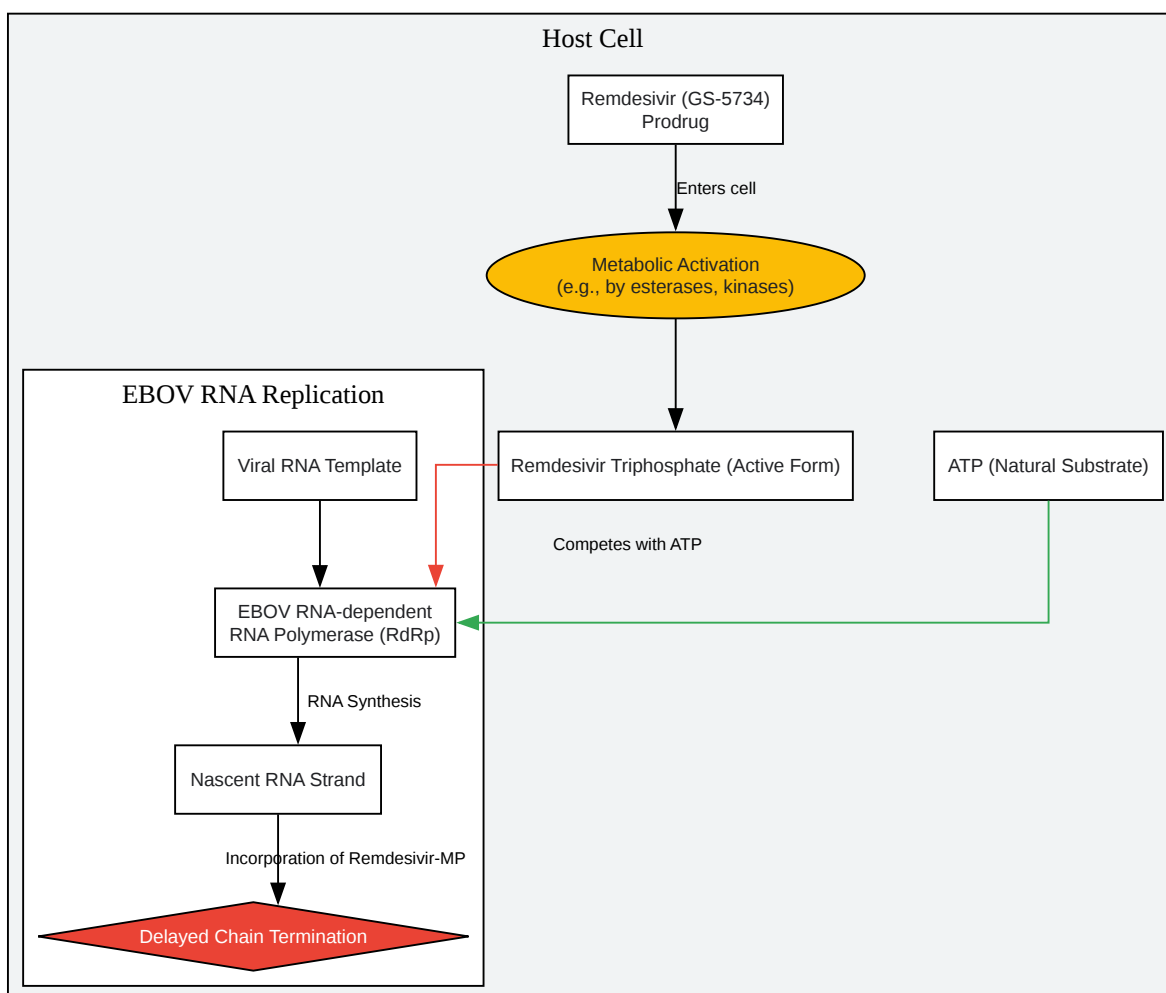 Host Cell
Remdesivir (GS-5734)
Prodrug
Enters cell
Metabolic Activation
(e.g., by esterases, kinases)
EBOV RNA Replication
Viral RNA Template
Remdesivir Triphosphate (Active Form)
ATP (Natural Substrate)
Competes with ATP
EBOV RNA-dependent
RNA Polymerase (RdRp)
RNA Synthesis
Nascent RNA Strand
Incorporation of Remdesivir-MP
Delayed Chain Termination